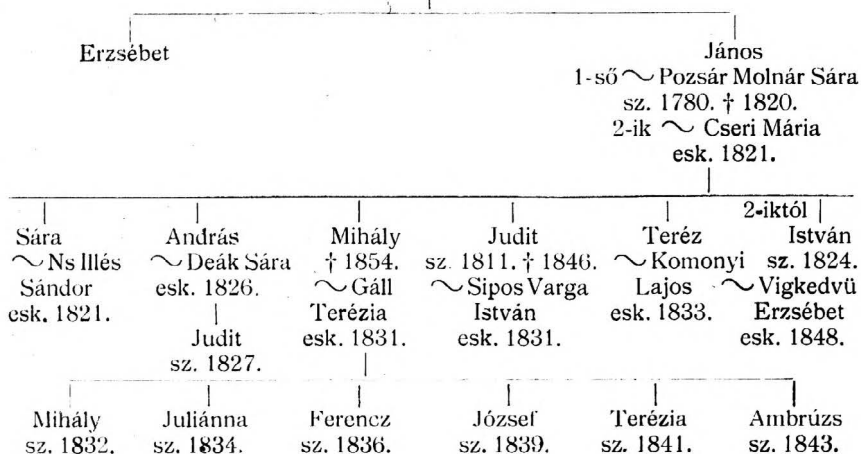 Erzsébet János
1-ső ~ Pozsár Molnár Sára
sz. 1780. † 1820.
2-ik ~ Cseri Mária
esk. 1821.
2-iktól
Sára András Mihály Judit Teréz István
~ Ns Illés ~ Deák Sára † 1854. sz. 1811. † 1846. ~ Komonyi sz. 1824.
Sándor esk. 1826. ~ Gáll ~ Sipos Varga Lajos ~ Vigkedvü
esk. 1821. Terézia István esk. 1833. Erzsébet
Judit esk. 1831. esk. 1831. esk. 1848.
sz. 1827.
Mihály Juliánna Ferencz József Terézia Ambrúzs
sz. 1832. sz. 1834. sz. 1836. sz. 1839. sz. 1841. sz. 1843.